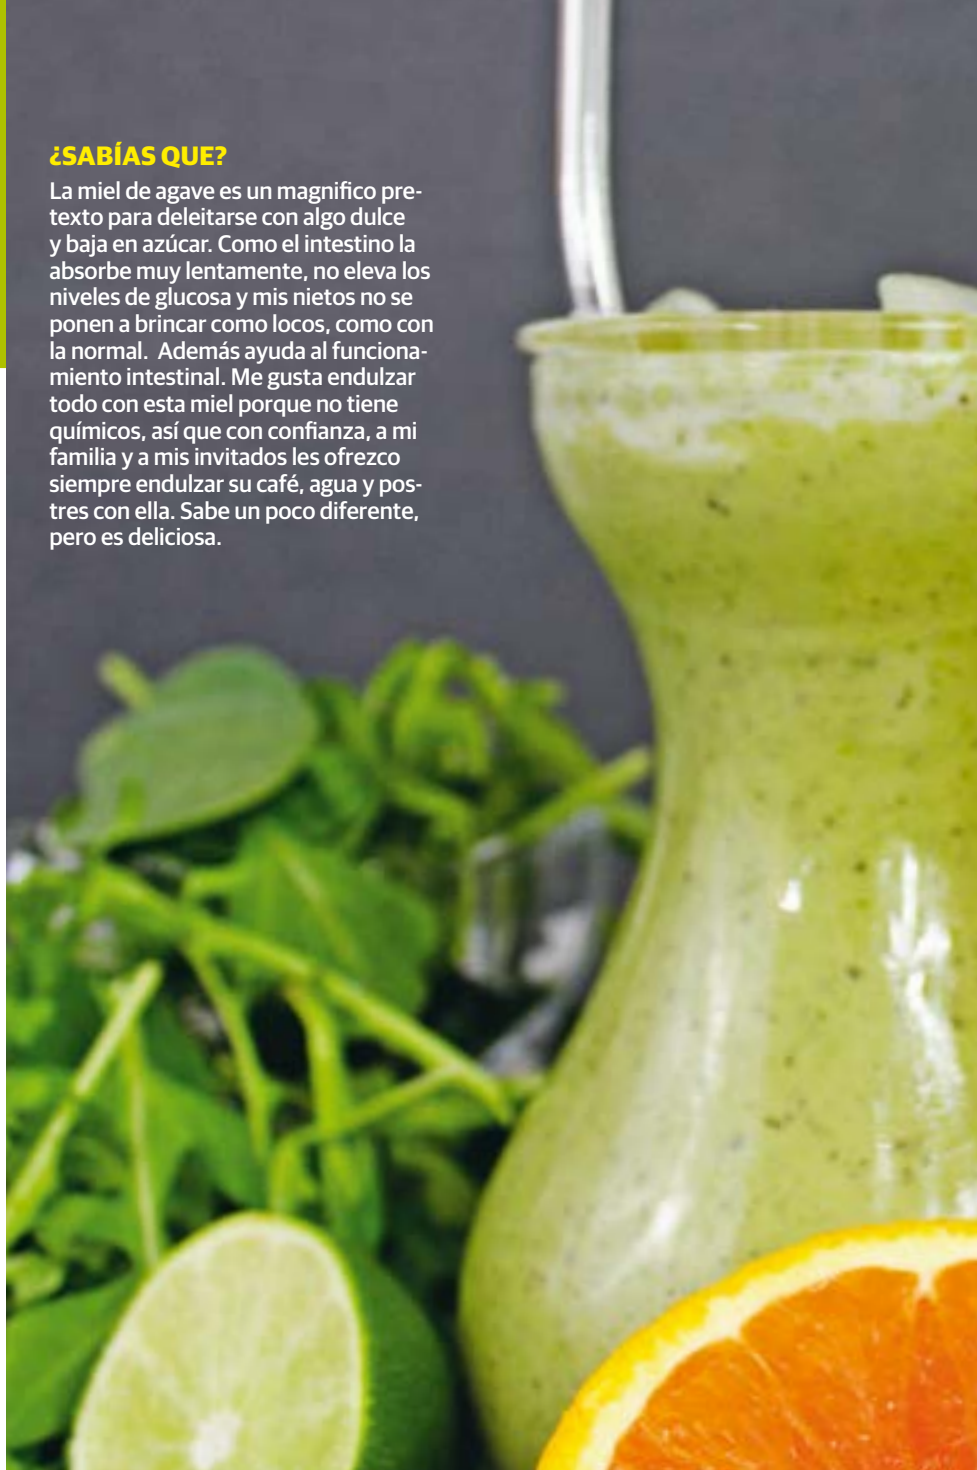 ¿SABÍAS QUE?
La miel de agave es un magnifico pre-
texto para deleitarse con algo dulce
y baja en azúcar. Como el intestino la
absorbe muy lentamente, no eleva los
niveles de glucosa y mis nietos no se
ponen a brincar como locos, como con
la normal.  Además ayuda al funciona-
miento intestinal. Me gusta endulzar
todo con esta miel porque no tiene
químicos, así que con confianza, a mi
familia y a mis invitados les ofrezco
siempre endulzar su café, agua y pos-
tres con ella. Sabe un poco diferente,
pero es deliciosa.